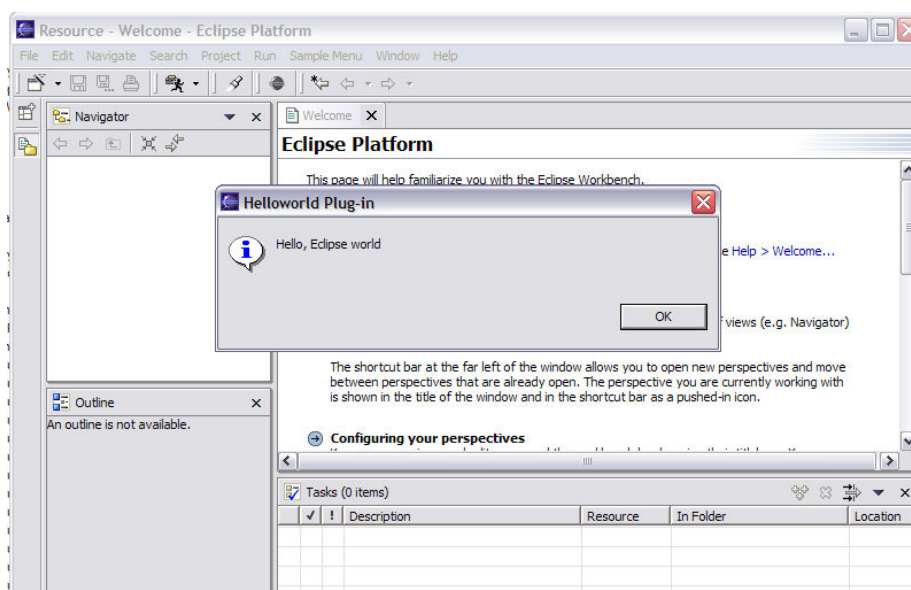 Resource - Welcome - Eclipse Platform
File Edit Navigate Search Project Run Sample Menu Window Help
Navigator
Welcome
Eclipse Platform
This page will help familiarize you with the Eclipse Workbench.
Helloworld Plug-in
Hello, Eclipse world
e Help > Welcome...
OK
views (e.g. Navigator)
The shortcut bar at the far left of the window allows you to open new perspectives and move
between perspectives that are already open. The perspective you are currently working with
is shown in the title of the window and in the shortcut bar as a pushed-in icon.
Outline
An outline is not available.
Configuring your perspectives
Tasks (0 items)
! Description Resource In Folder Location